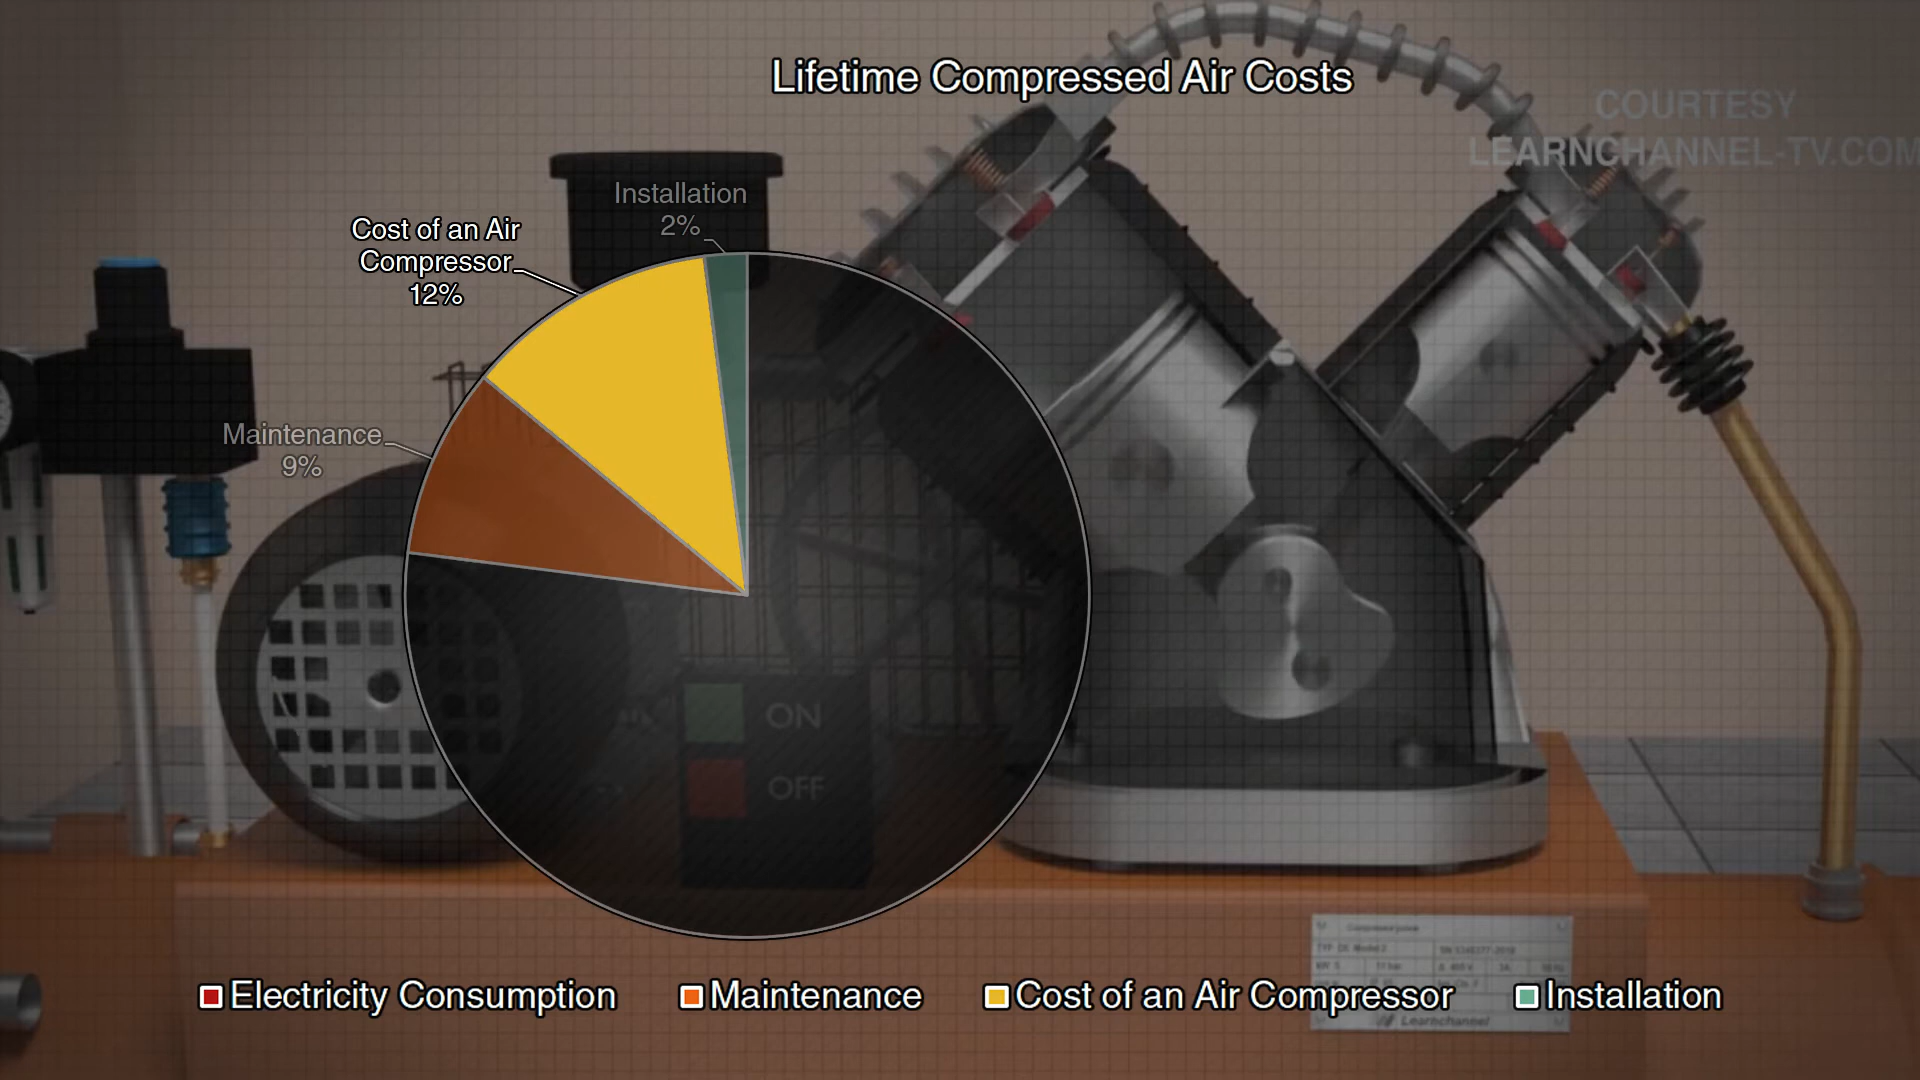 Lifetime Compressed Air Costs
COURTESY
LEARNCHANNEL-TV.COM
Installation
2%
Cost of an Air
Compressor
12%
Maintenance
9%
ON
OFF
Electricity Consumption
Maintenance
Cost of an Air Compressor
Installation
Learnchannel